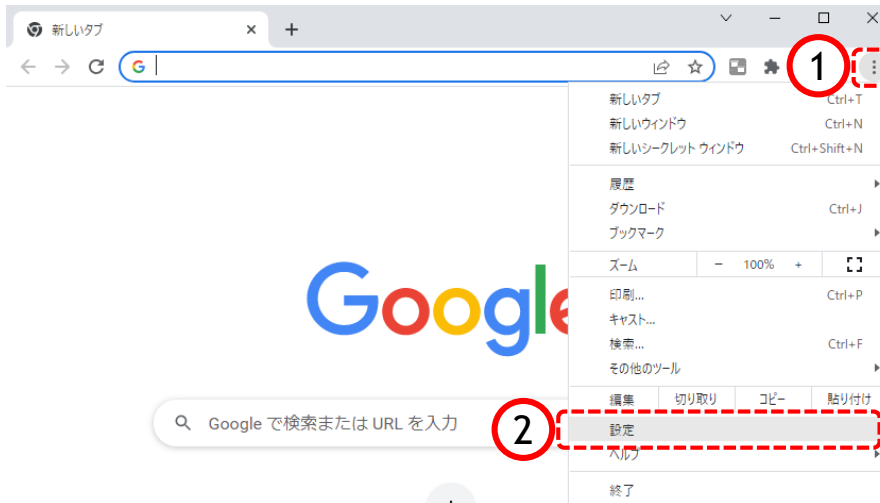 新しいタブ
1
新しいタブ Ctrl+T
新しいウィンドウ Ctrl+N
新しいシークレット ウィンドウ Ctrl+Shift+N
履歴
ダウンロード Ctrl+J
ブックマーク
ズーム - 100% +
Google
印刷... Ctrl+P
キャスト...
検索... Ctrl+F
その他のツール
編集 切り取り コピー 貼り付け
Google で検索または URL を入力
2
設定
ヘルプ
終了